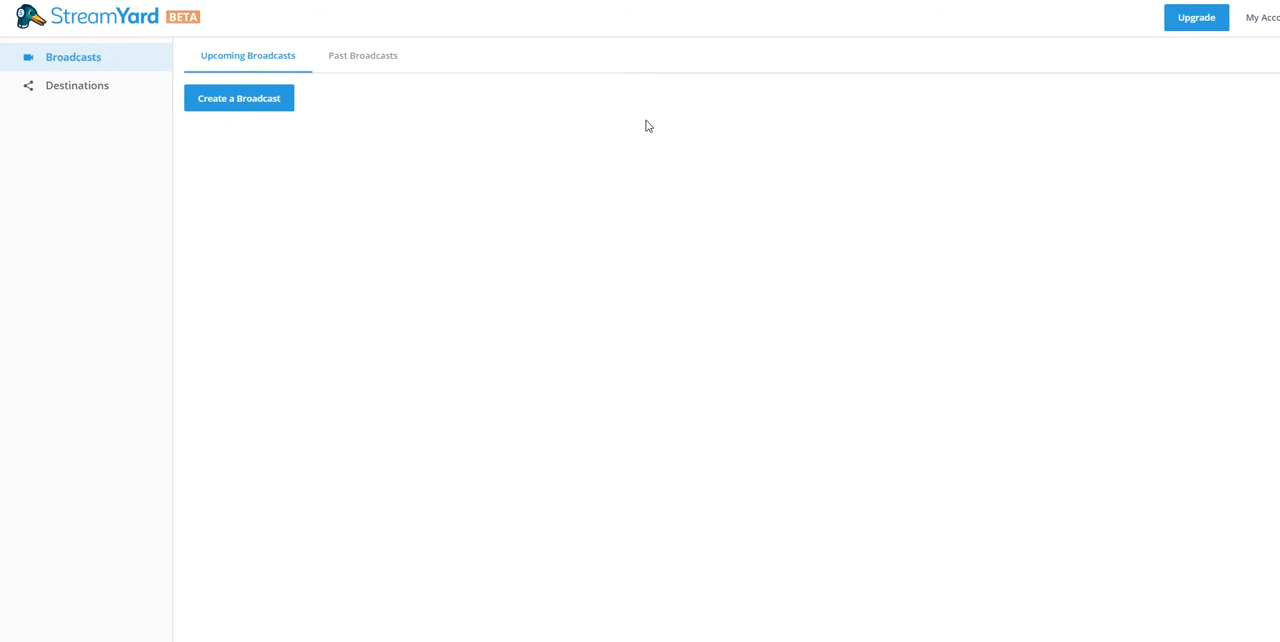 StreamYard BETA
Upgrade
Broadcasts
Destinations
Upcoming Broadcasts
Past Broadcasts
Create a Broadcast